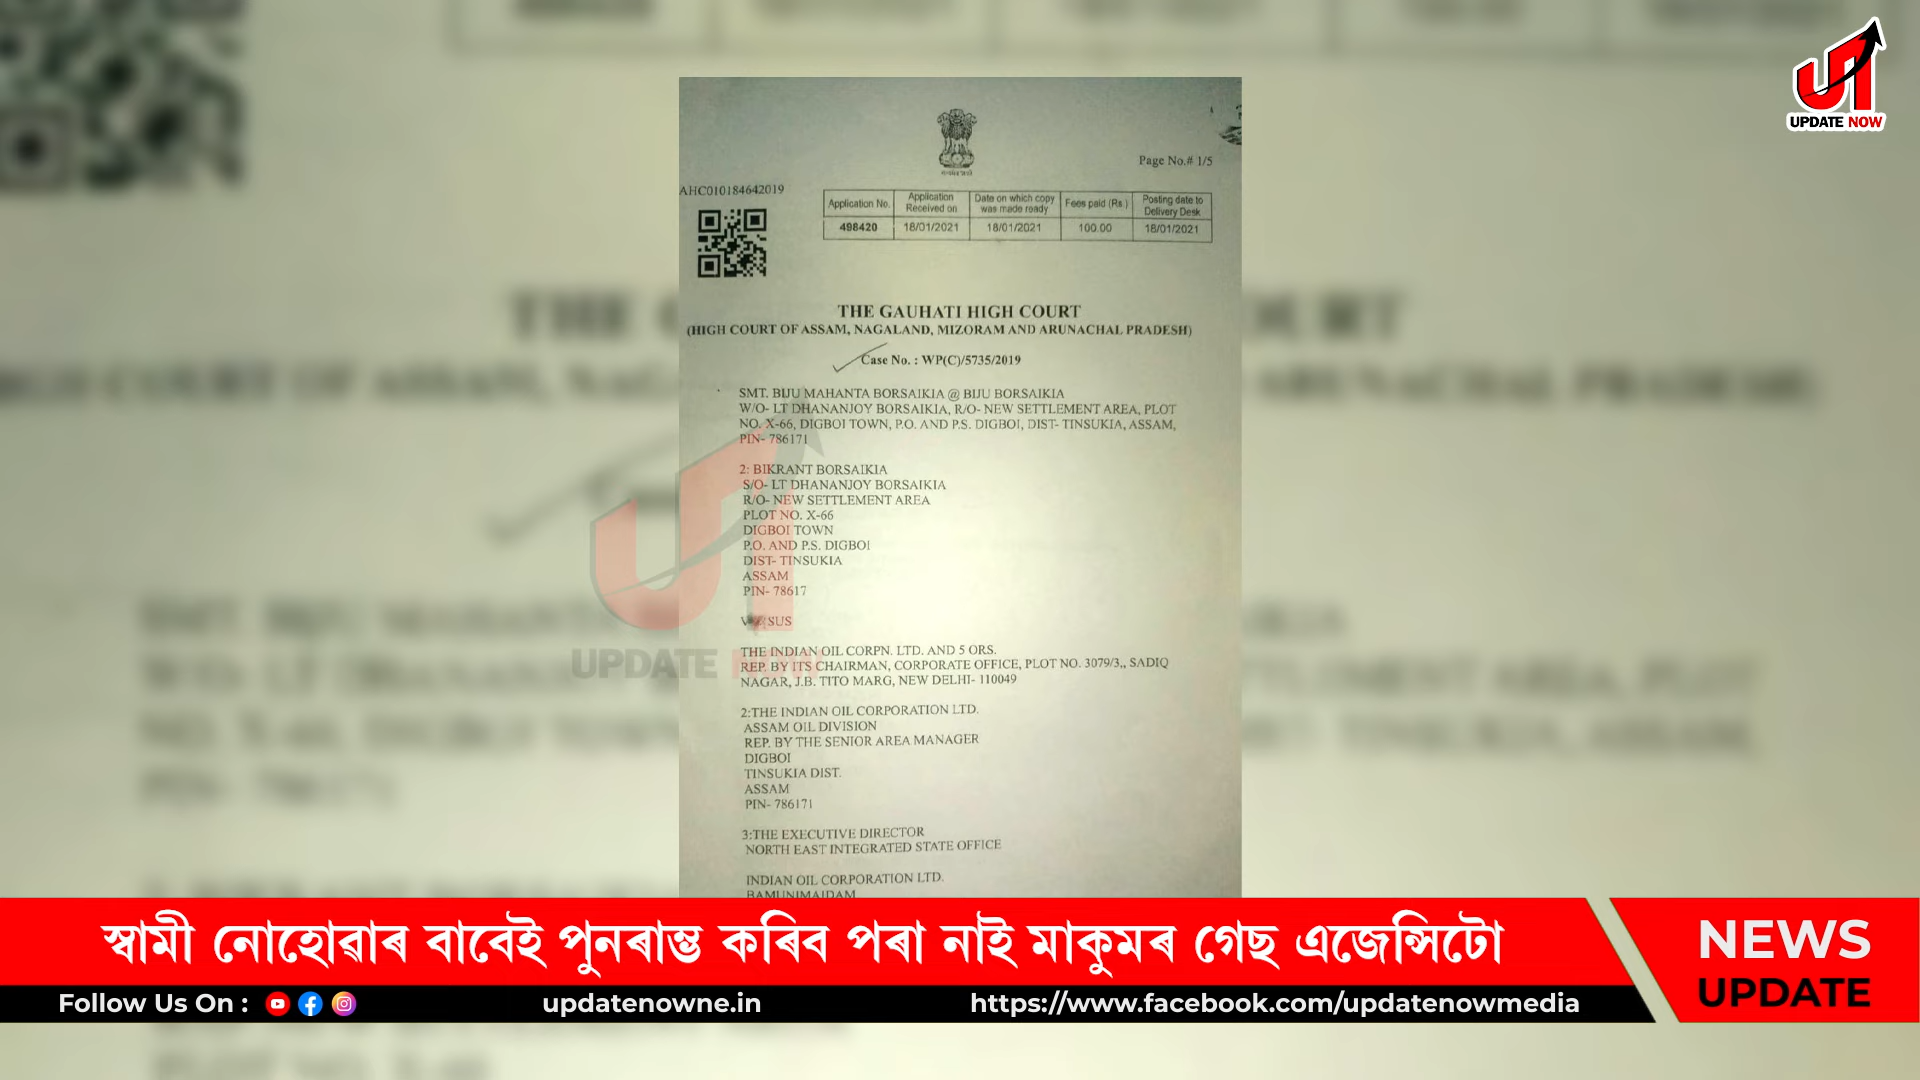 UPDATE NOW
Page No.# 1/5
AHC010184642019
Application No. Application Received on Date on which copy was made ready Fees paid (Rs.) Posting date to Delivery Desk
498420 18/01/2021 18/01/2021 100.00 18/01/2021
THE GAUHATI HIGH COURT
(HIGH COURT OF ASSAM, NAGALAND, MIZORAM AND ARUNACHAL PRADESH)
Case No. : WP(C)/5735/2019
SMT. BIJU MAHANTA BORSAIKIA @ BIJU BORSAIKIA
W/O- LT DHANANJOY BORSAIKIA, R/O- NEW SETTLEMENT AREA, PLOT
NO. X-66, DIGBOI TOWN, P.O. AND P.S. DIGBOI, DIST- TINSUKIA, ASSAM,
PIN- 786171
2: BIKRANT BORSAIKIA
S/O- LT DHANANJOY BORSAIKIA
R/O- NEW SETTLEMENT AREA
PLOT NO. X-66
DIGBOI TOWN
P.O. AND P.S. DIGBOI
DIST- TINSUKIA
ASSAM
PIN- 78617
VERSUS
THE INDIAN OIL CORPN. LTD. AND 5 ORS.
REP. BY ITS CHAIRMAN, CORPORATE OFFICE, PLOT NO. 3079/3,, SADIQ
NAGAR, J.B. TITO MARG, NEW DELHI- 110049
2:THE INDIAN OIL CORPORATION LTD.
ASSAM OIL DIVISION
REP. BY THE SENIOR AREA MANAGER
DIGBOI
TINSUKIA DIST.
ASSAM
PIN- 786171
3:THE EXECUTIVE DIRECTOR
NORTH EAST INTEGRATED STATE OFFICE
INDIAN OIL CORPORATION LTD.
BAMUNIMAIDAM
UPDATE NOW
স্বামী নোহোৱাৰ বাবেই পুনৰাম্ভ কৰিব পৰা নাই মাকুমৰ গেছ এজেন্সিটো
NEWS
UPDATE
Follow Us On :
updatenowne.in
https://www.facebook.com/updatenowmedia